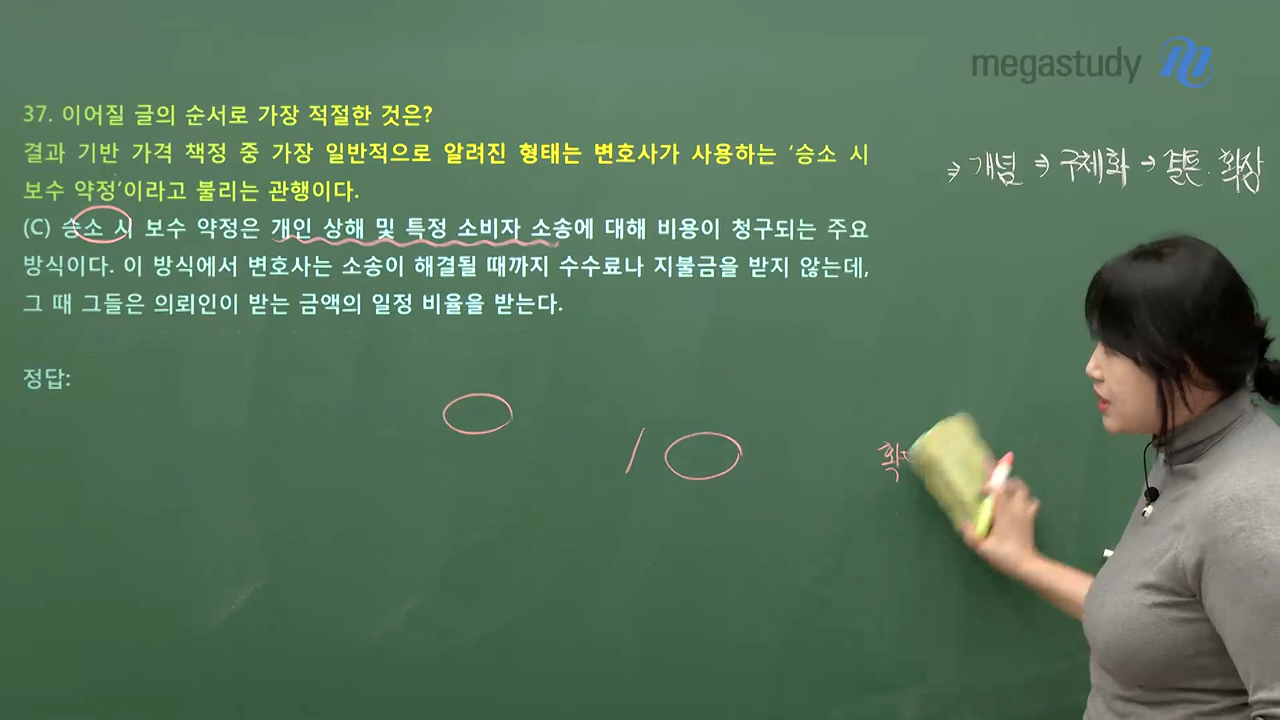 megastudy
37. 이어질 글의 순서로 가장 적절한 것은?
결과 기반 가격 책정 중 가장 일반적으로 알려진 형태는 변호사가 사용하는 ‘승소 시
보수 약정’이라고 불리는 관행이다.
(C) 승소 시 보수 약정은 개인 상해 및 특정 소비자 소송에 대해 비용이 청구되는 주요
방식이다. 이 방식에서 변호사는 소송이 해결될 때까지 수수료나 지불금을 받지 않는데,
그 때 그들은 의뢰인이 받는 금액의 일정 비율을 받는다.
정답:
⇒ 개념 ⇒ 구체화 → 결론. 확장
확